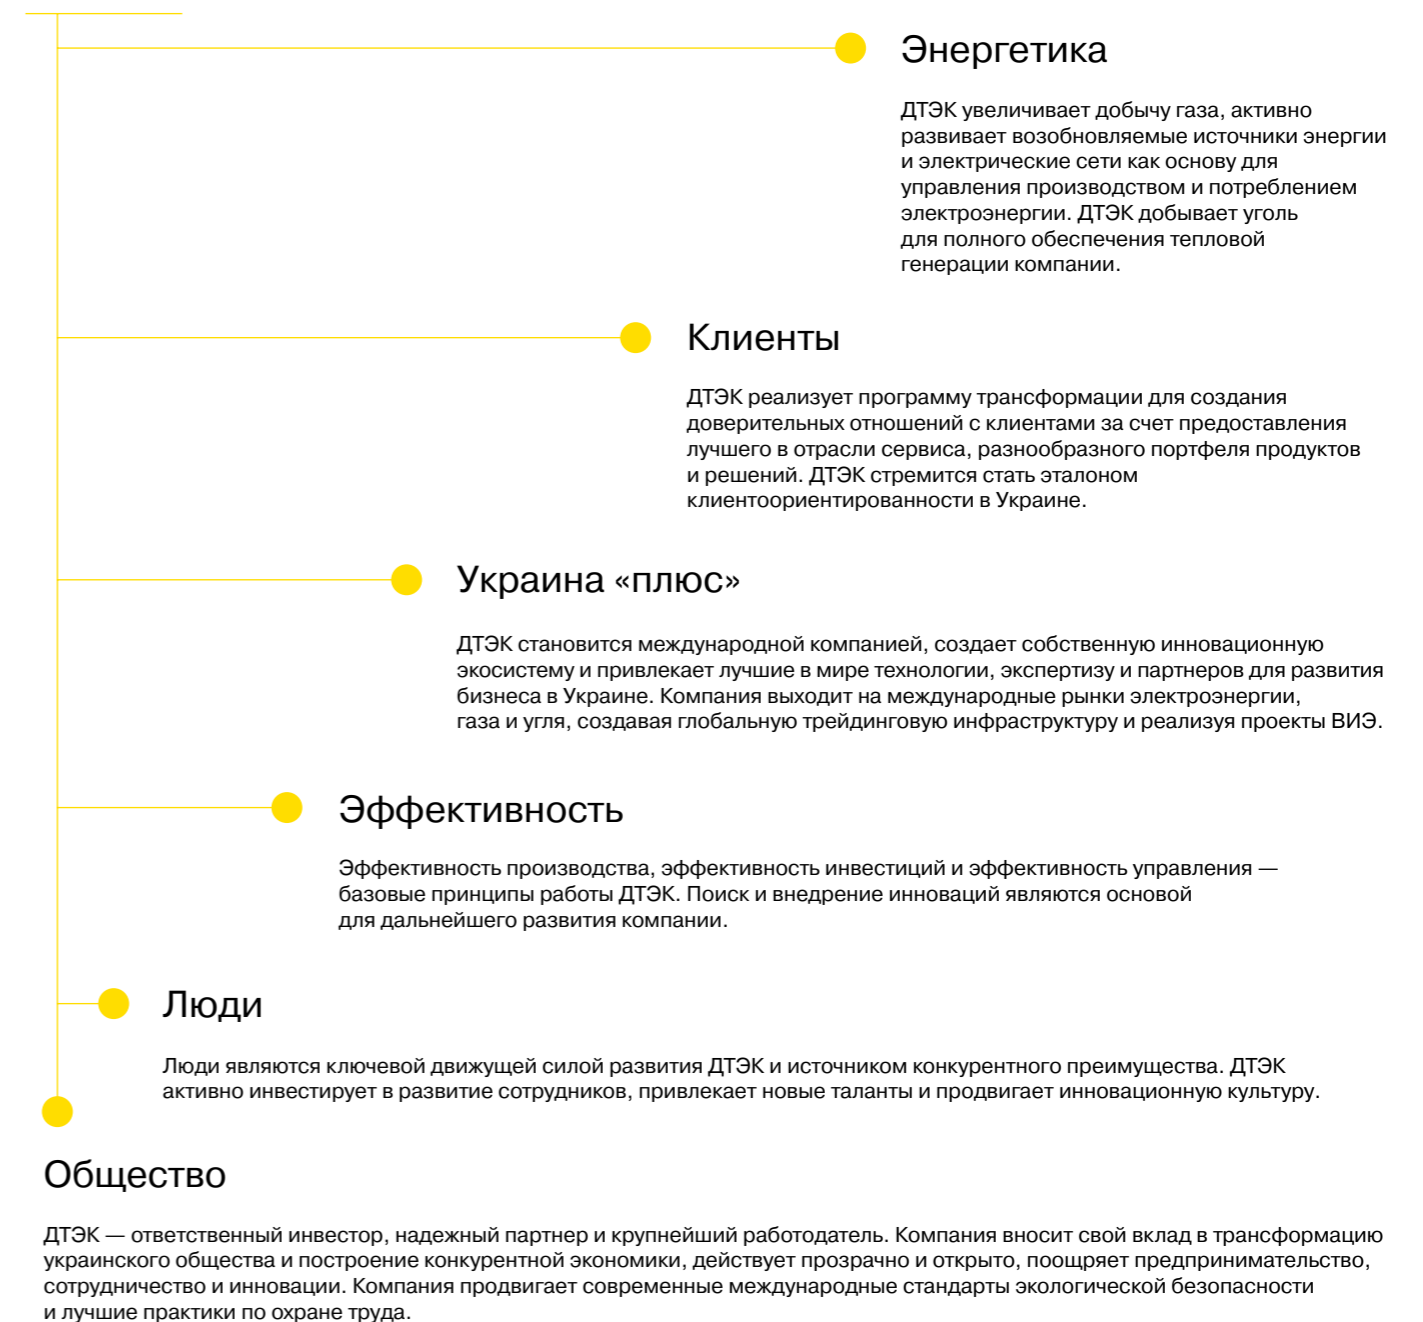 Энергетика
ДТЭК увеличивает добычу газа, активно
развивает возобновляемые источники энергии
и электрические сети как основу для
управления производством и потреблением
электроэнергии. ДТЭК добывает уголь
для полного обеспечения тепловой
генерации компании.
Клиенты
ДТЭК реализует программу трансформации для создания
доверительных отношений с клиентами за счет предоставления
лучшего в отрасли сервиса, разнообразного портфеля продуктов
и решений. ДТЭК стремится стать эталоном
клиентоориентированности в Украине.
Украина «плюс»
ДТЭК становится международной компанией, создает собственную инновационную
экосистему и привлекает лучшие в мире технологии, экспертизу и партнеров для развития
бизнеса в Украине. Компания выходит на международные рынки электроэнергии,
газа и угля, создавая глобальную трейдинговую инфраструктуру и реализуя проекты ВИЭ.
Эффективность
Эффективность производства, эффективность инвестиций и эффективность управления —
базовые принципы работы ДТЭК. Поиск и внедрение инноваций являются основой
для дальнейшего развития компании.
Люди
Люди являются ключевой движущей силой развития ДТЭК и источником конкурентного преимущества. ДТЭК
активно инвестирует в развитие сотрудников, привлекает новые таланты и продвигает инновационную культуру.
Общество
ДТЭК — ответственный инвестор, надежный партнер и крупнейший работодатель. Компания вносит свой вклад в трансформацию
украинского общества и построение конкурентной экономики, действует прозрачно и открыто, поощряет предпринимательство,
сотрудничество и инновации. Компания продвигает современные международные стандарты экологической безопасности
и лучшие практики по охране труда.